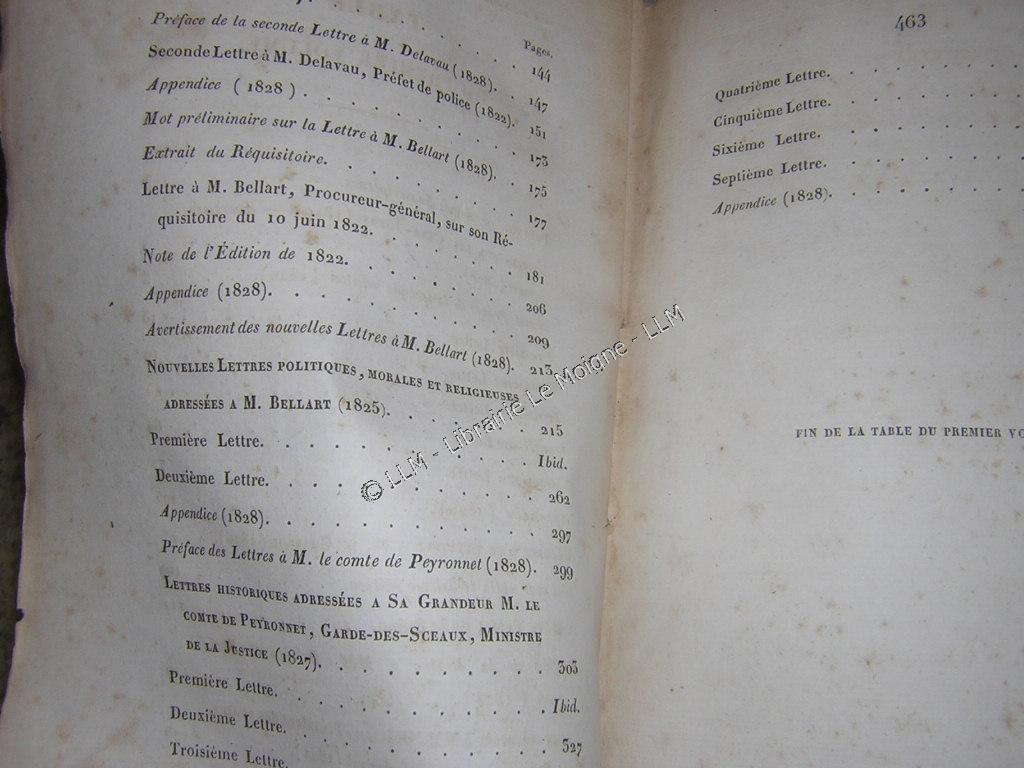 Pages.
144
Préface de la seconde Lettre à M. Delavau (1828). . 147
Seconde Lettre à M. Delavau, Préfet de police (1822). 151
Appendice (1828) . . . . . . . . . 173
Mot préliminaire sur la Lettre à M. Bellart (1828). . 175
Extrait du Réquisitoire. . . . . . . . 177
Lettre à M. Bellart, Procureur-général, sur son Ré-
quisitoire du 10 juin 1822. . . . . . . . 181
Note de l'Édition de 1822. . . . . . . . 206
Appendice (1828). . . . . . . . . 209
Avertissement des nouvelles Lettres à M. Bellart (1828). 213
Nouvelles Lettres politiques, morales et religieuses
adressées a M. Bellart (1825). . . . . . 215
Première Lettre. . . . . . . . . Ibid.
Deuxième Lettre. . . . . . . . . 262
Appendice (1828). . . . . . . . . 297
Préface des Lettres à M. le comte de Peyronnet (1828). 299
Lettres historiques adressées a Sa Grandeur M. le
comte de Peyronnet, Garde-des-Sceaux, Ministre
de la Justice (1827). . . . . . . . 303
Première Lettre. . . . . . . . . Ibid.
Deuxième Lettre. . . . . . . . . 327
Troisième Lettre.
463
Quatrième Lettre. . . . . . .
Cinquième Lettre. . . . . . .
Sixième Lettre. . . . . . .
Septième Lettre. . . . . . .
Appendice (1828). . . . . . .
FIN DE LA TABLE DU PREMIER VO
© LLM - Librairie Le Moigne - LLM